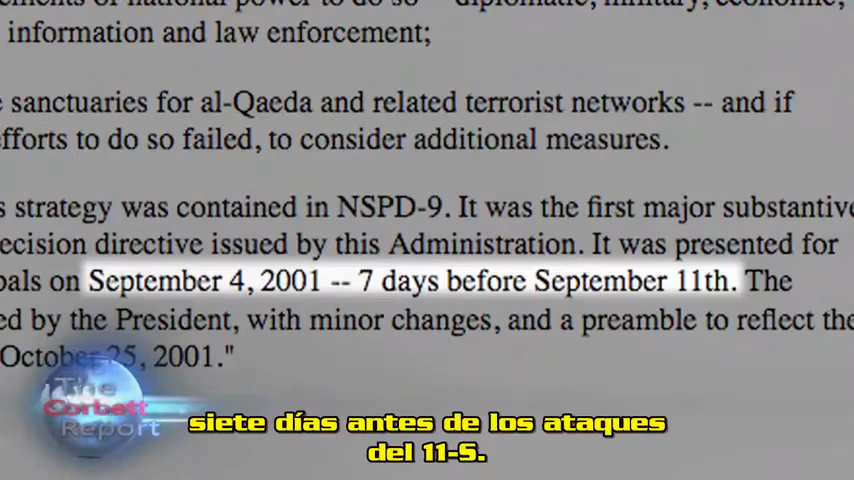 information and law enforcement;
sanctuaries for al-Qaeda and related terrorist networks -- and if
efforts to do so failed, to consider additional measures.
s strategy was contained in NSPD-9. It was the first major substantive
ecision directive issued by this Administration. It was presented for
pals on September 4, 2001 -- 7 days before September 11th. The
ed by the President, with minor changes, and a preamble to reflect the
October 25, 2001."
The
Corbett
Report
siete días antes de los ataques
del 11-S.